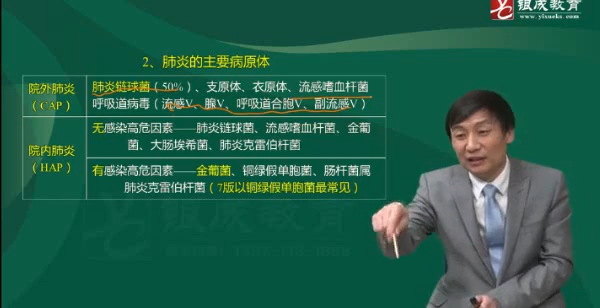 银成教育
www.yixueks.com
2、肺炎的主要病原体
院外肺炎
（CAP）
肺炎链球菌（50%）、支原体、衣原体、流感嗜血杆菌
呼吸道病毒（流感V、腺V、呼吸道合胞V、副流感V）
院内肺炎
（HAP）
无感染高危因素——肺炎链球菌、流感嗜血杆菌、金葡
菌、大肠埃希菌、肺炎克雷伯杆菌
有感染高危因素——金葡菌、铜绿假单胞菌、肠杆菌属
肺炎克雷伯杆菌（7版以铜绿假单胞菌最常见）
银成教育